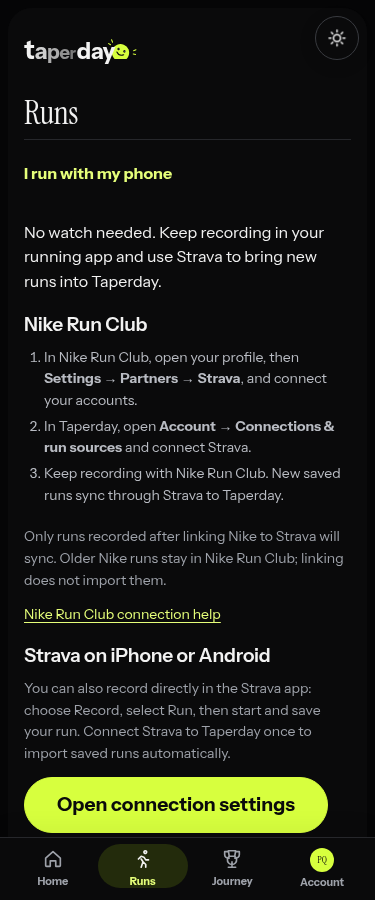 taperday
Runs
I run with my phone
No watch needed. Keep recording in your
running app and use Strava to bring new
runs into Taperday.
Nike Run Club
1. In Nike Run Club, open your profile, then
Settings → Partners → Strava, and connect
your accounts.
2. In Taperday, open Account → Connections &
run sources and connect Strava.
3. Keep recording with Nike Run Club. New saved
runs sync through Strava to Taperday.
Only runs recorded after linking Nike to Strava will
sync. Older Nike runs stay in Nike Run Club; linking
does not import them.
Nike Run Club connection help
Strava on iPhone or Android
You can also record directly in the Strava app:
choose Record, select Run, then start and save
your run. Connect Strava to Taperday once to
import saved runs automatically.
Open connection settings
PQ
Home Runs Journey Account